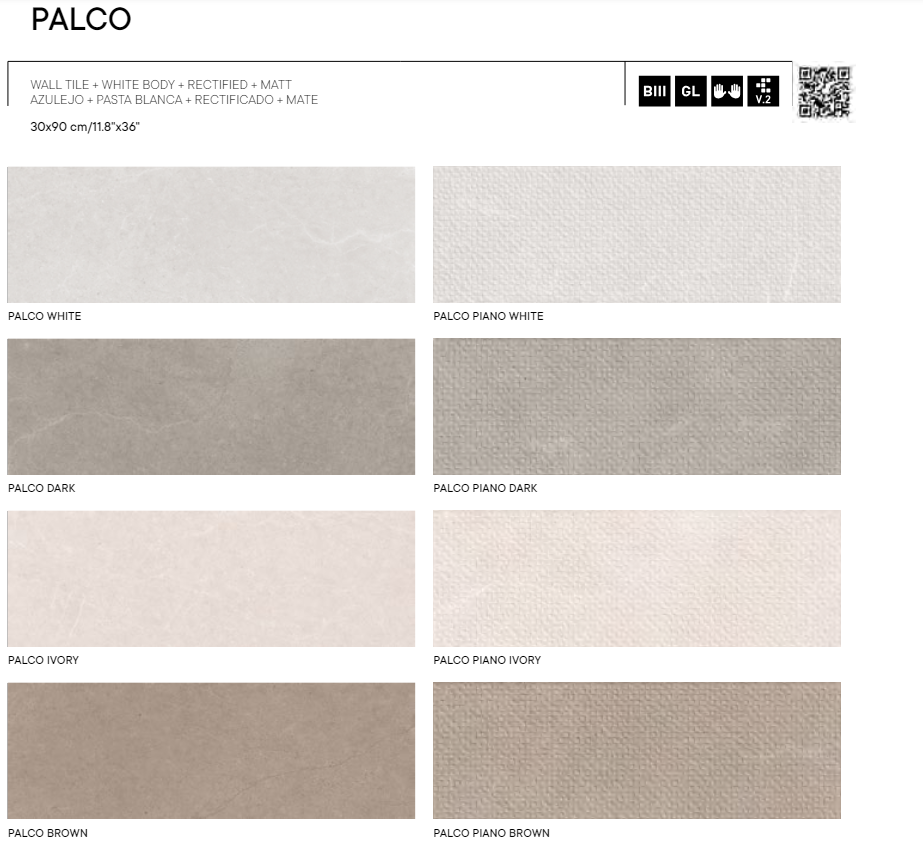 PALCO
WALL TILE + WHITE BODY + RECTIFIED + MATT
AZULEJO + PASTA BLANCA + RECTIFICADO + MATE
30x90 cm/11.8"x36"
BIII GL V.2
PALCO WHITE
PALCO PIANO WHITE
PALCO DARK
PALCO PIANO DARK
PALCO IVORY
PALCO PIANO IVORY
PALCO BROWN
PALCO PIANO BROWN